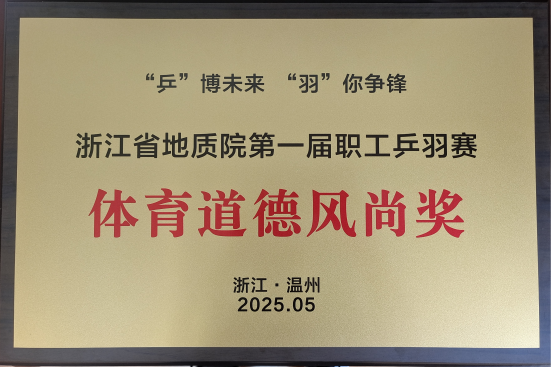 “乒”博未来 “羽”你争锋
浙江省地质院第一届职工乒羽赛
体育道德风尚奖
浙江·温州
2025.05